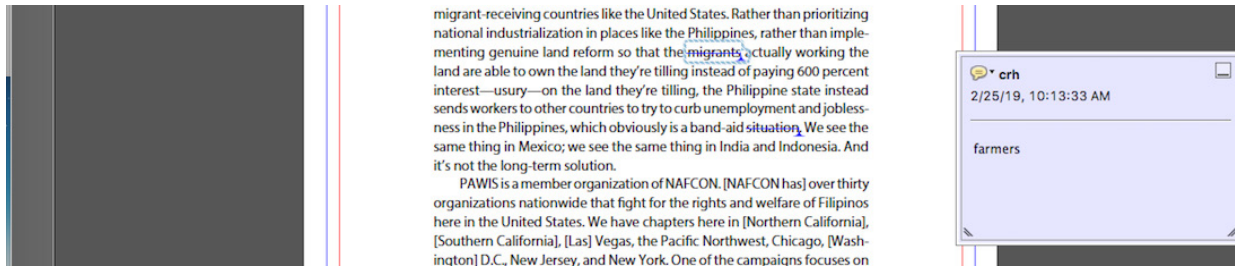 migrant-receiving countries like the United States. Rather than prioritizing
national industrialization in places like the Philippines, rather than imple-
menting genuine land reform so that the migrants actually working the
land are able to own the land they're tilling instead of paying 600 percent
interest—usury—on the land they're tilling, the Philippine state instead
sends workers to other countries to try to curb unemployment and jobless-
ness in the Philippines, which obviously is a band-aid situation. We see the
same thing in Mexico; we see the same thing in India and Indonesia. And
it's not the long-term solution.
PAWIS is a member organization of NAFCON. [NAFCON has] over thirty
organizations nationwide that fight for the rights and welfare of Filipinos
here in the United States. We have chapters here in [Northern California],
[Southern California], [Las] Vegas, the Pacific Northwest, Chicago, [Wash-
ington] D.C., New Jersey, and New York. One of the campaigns focuses on
crh
2/25/19, 10:13:33 AM
farmers